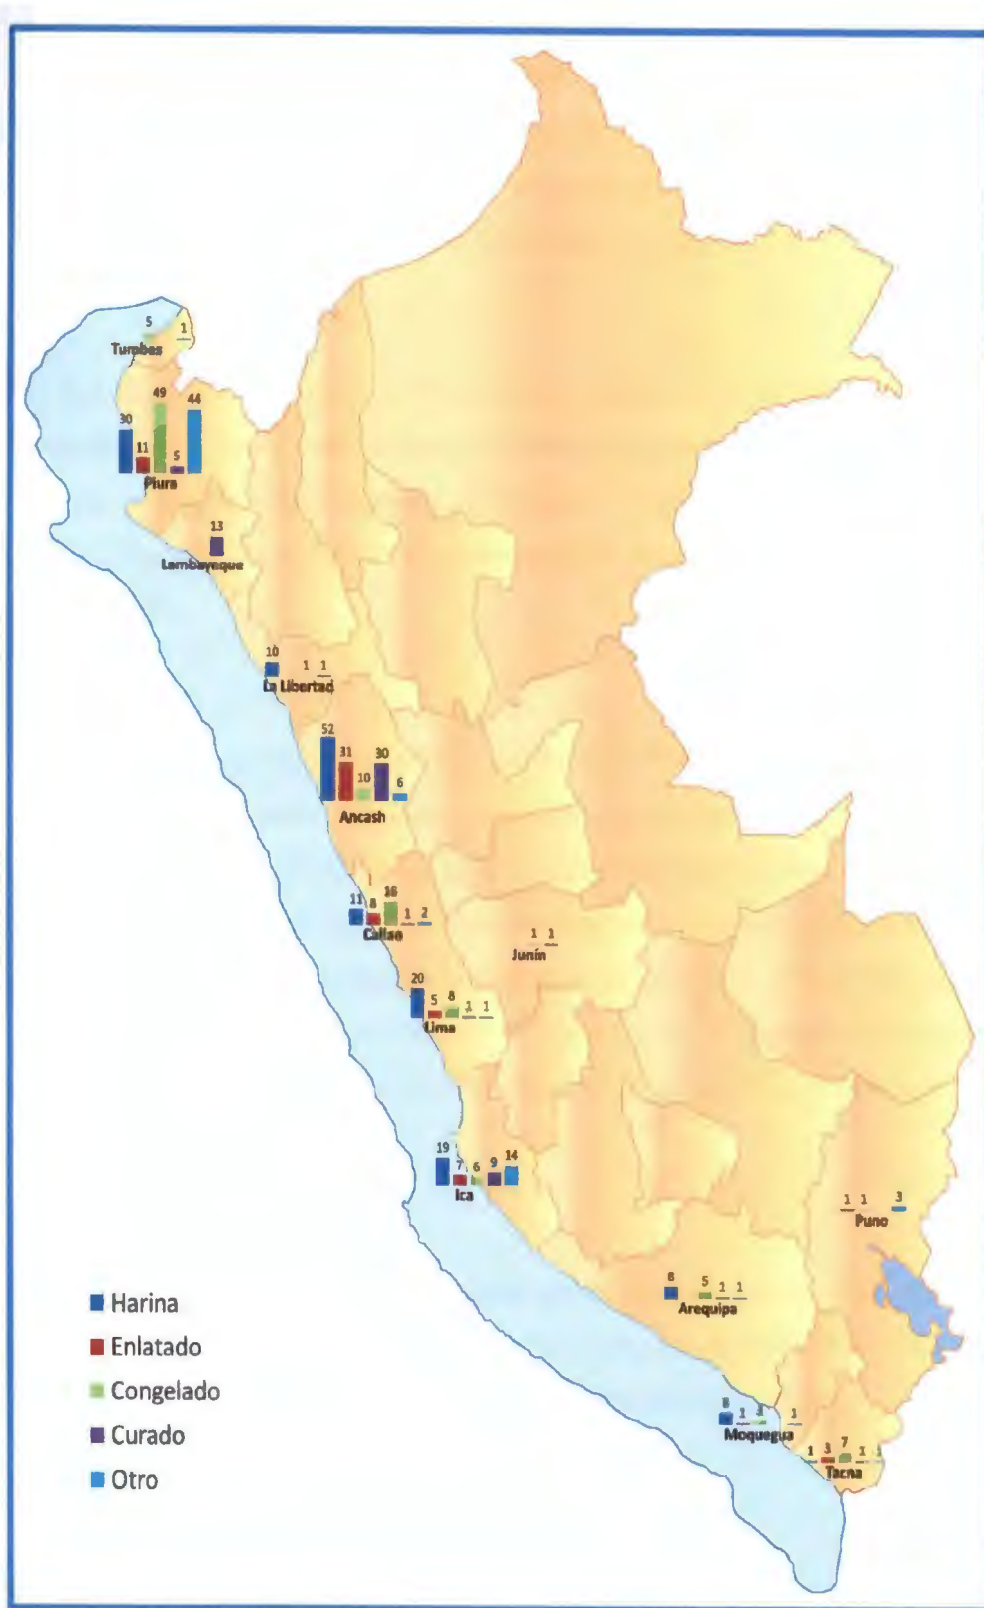 5 1
Tumbes
49
44
30
11
5
Piura
13
Lambayeque
10 1 1
La Libertad
52
31 30
10 6
Ancash
11 8 16 1 2
Callao
1 1
Junín
20
5 8 1 1
Lima
19 7 6 9 14
Ica
1 1 3
Puno
8 5 1 1
Arequipa
8 1 3 1
Moquegua
1 3 7 1 1
Tacna
Harina
Enlatado
Congelado
Curado
Otro